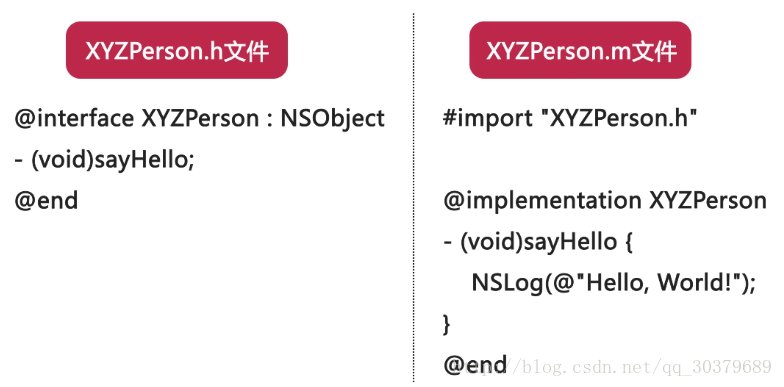 XYZPerson.h文件
@interface XYZPerson : NSObject
- (void)sayHello;
@end
XYZPerson.m文件
#import "XYZPerson.h"
@implementation XYZPerson
- (void)sayHello {
NSLog(@"Hello, World!");
}
@end
//blog.csdn.net/qq_30379689